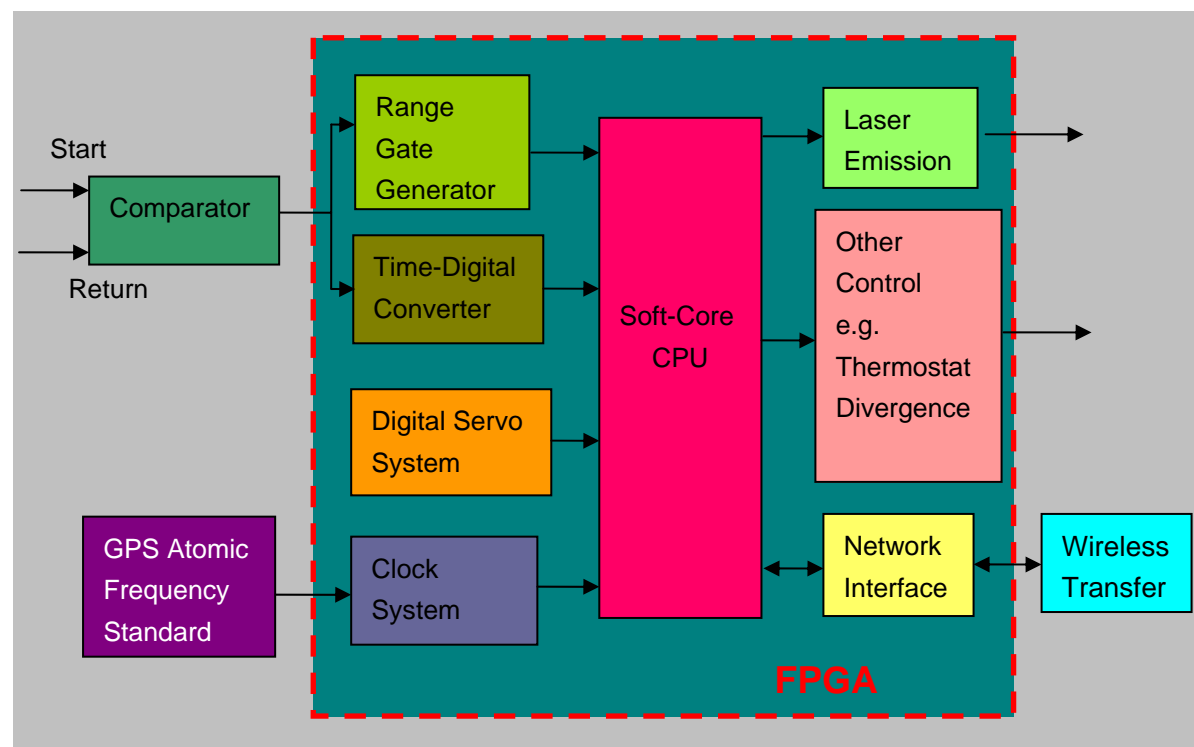 Start
Return
Comparator
Range
Gate
Generator
Time-Digital
Converter
Digital Servo
System
GPS Atomic
Frequency
Standard
Clock
System
Soft-Core
CPU
Laser
Emission
Other
Control
e.g.
Thermostat
Divergence
Network
Interface
Wireless
Transfer
FPGA